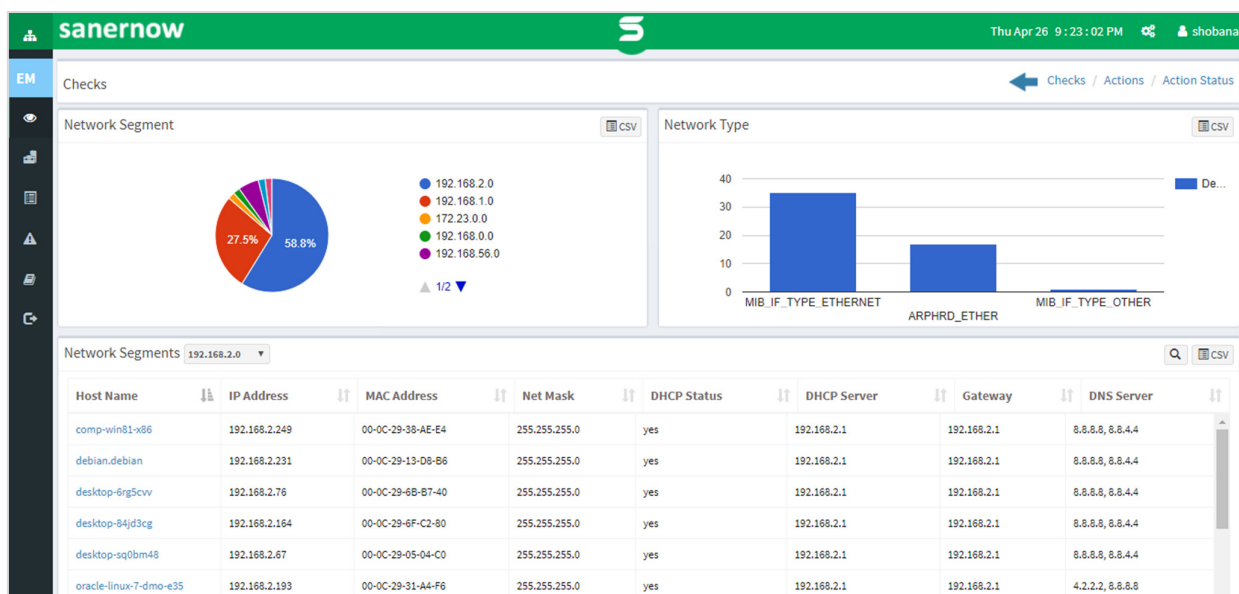 sanernow
S
Thu Apr 26 9 : 23 : 02 PM
shobana
EM
Checks
Checks / Actions / Action Status
Network Segment
CSV
58.8%
27.5%
192.168.2.0
192.168.1.0
172.23.0.0
192.168.0.0
192.168.56.0
1/2
Network Type
CSV
40
30
20
10
0
MIB_IF_TYPE_ETHERNET
ARPHRD_ETHER
MIB_IF_TYPE_OTHER
De...
Network Segments 192.168.2.0
CSV
Host Name IP Address MAC Address Net Mask DHCP Status DHCP Server Gateway DNS Server
comp-win81-x86 192.168.2.249 00-0C-29-38-AE-E4 255.255.255.0 yes 192.168.2.1 192.168.2.1 8.8.8.8, 8.8.4.4
debian.debian 192.168.2.231 00-0C-29-13-D8-B6 255.255.255.0 yes 192.168.2.1 192.168.2.1 8.8.8.8, 8.8.4.4
desktop-6rg5cvv 192.168.2.76 00-0C-29-6B-B7-40 255.255.255.0 yes 192.168.2.1 192.168.2.1 8.8.8.8, 8.8.4.4
desktop-84jd3cg 192.168.2.164 00-0C-29-6F-C2-80 255.255.255.0 yes 192.168.2.1 192.168.2.1 8.8.8.8, 8.8.4.4
desktop-sq0bm48 192.168.2.67 00-0C-29-05-04-C0 255.255.255.0 yes 192.168.2.1 192.168.2.1 8.8.8.8, 8.8.4.4
oracle-linux-7-dmo-e35 192.168.2.193 00-0C-29-31-A4-F6 255.255.255.0 yes 192.168.2.1 192.168.2.1 4.2.2.2, 8.8.8.8